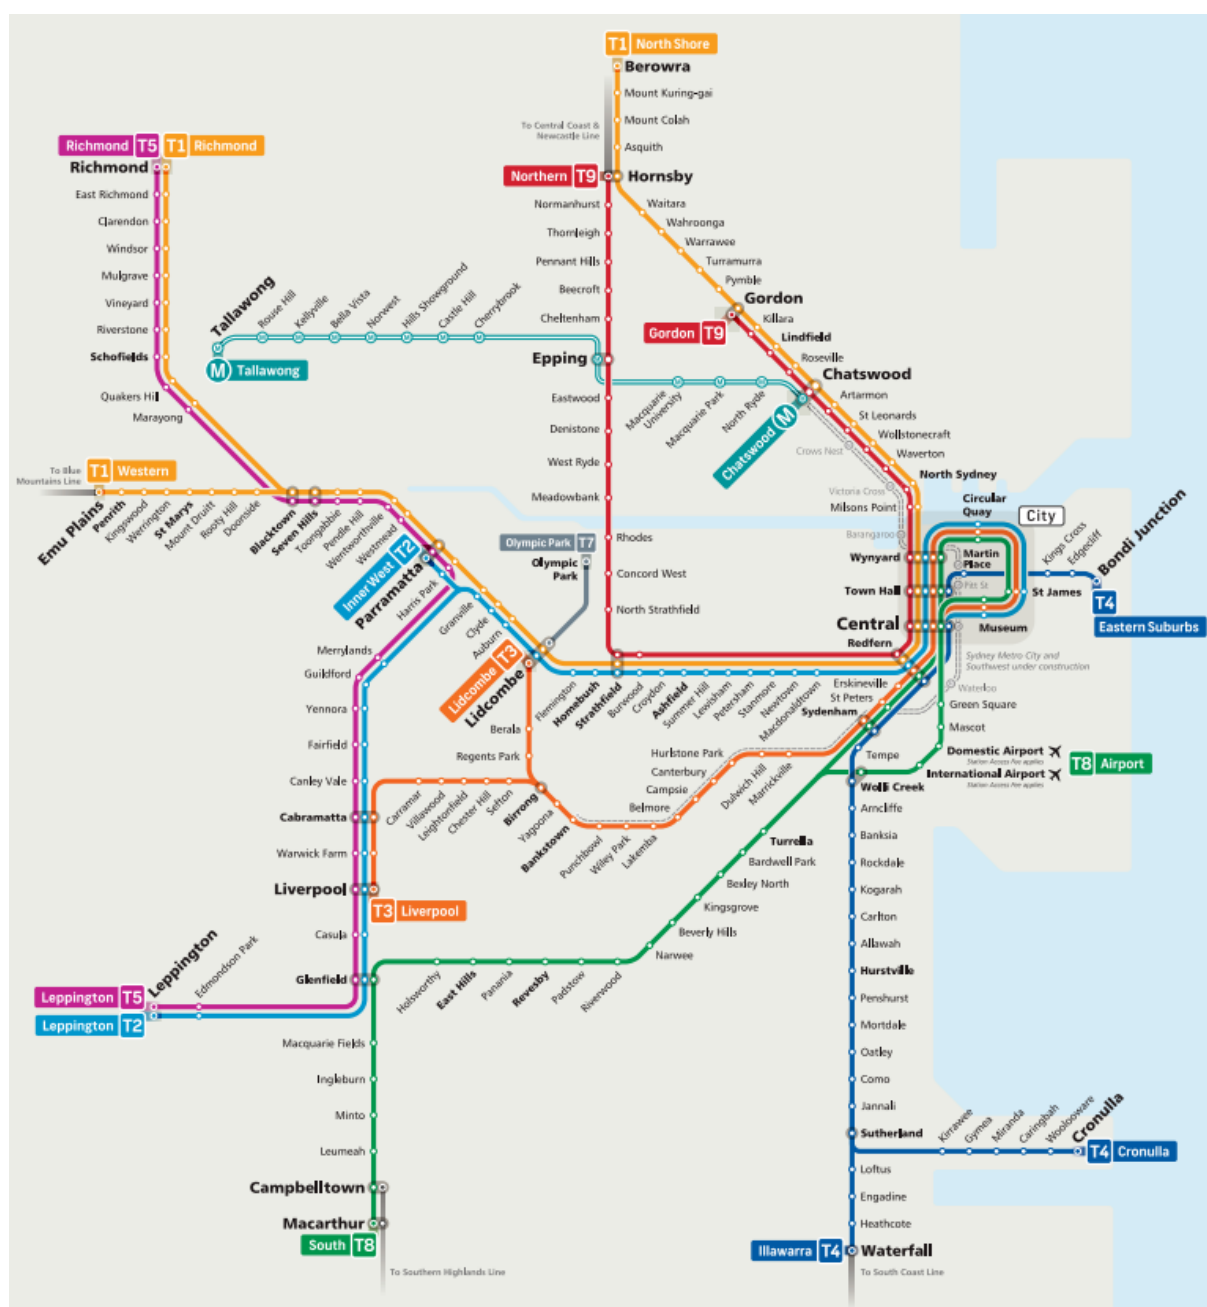 T1 North Shore
Berowra
Mount Kuring-gai
Mount Colah
Asquith
To Central Coast &
Newcastle Line
Northern T9
Hornsby
Richmond T5
T1 Richmond
Richmond
East Richmond
Clarendon
Windsor
Mulgrave
Vineyard
Riverstone
Schofields
Quakers Hill
Marayong
Normanhurst
Thornleigh
Pennant Hills
Beecroft
Cheltenham
Epping
Eastwood
Denistone
West Ryde
Meadowbank
Rhodes
Concord West
North Strathfield
Waitara
Wahroonga
Warrawee
Turramurra
Pymble
Gordon
Gordon T9
Killara
Lindfield
Roseville
Chatswood
Artarmon
St Leonards
Wollstonecraft
Waverton
North Sydney
Milsons Point
Tallawong
M Tallawong
Rouse Hill
Kellyville
Bella Vista
Norwest
Hills Showground
Castle Hill
Cherrybrook
Macquarie
University
Macquarie Park
North Ryde
Chatswood M
Crows Nest
Victoria Cross
Barangaroo
To Blue
Mountains Line
T1 Western
Emu Plains
Penrith
Kingswood
Werrington
St Marys
Mount Druitt
Rooty Hill
Doonside
Blacktown
Seven Hills
Toongabbie
Pendle Hill
Wentworthville
Westmead
Inner West T2
Parramatta
Harris Park
Granville
Clyde
Auburn
Lidcombe T3
Lidcombe
Olympic Park T7
Olympic
Park
Flemington
Homebush
Strathfield
Burwood
Croydon
Ashfield
Summer Hill
Lewisham
Petersham
Stanmore
Newtown
Macdonaldtown
Circular
Quay
City
Wynyard
Martin
Place
Pitt St
Town Hall
St James
Central
Museum
Redfern
Kings Cross
Edgecliff
Bondi Junction
T4
Eastern Suburbs
Sydney Metro City and
Southwest under construction
Waterloo
Erskineville
St Peters
Sydenham
Green Square
Mascot
Domestic Airport
Station Access Fee applies
International Airport
Station Access Fee applies
T8 Airport
Tempe
Wolli Creek
Arncliffe
Banksia
Rockdale
Kogarah
Carlton
Allawah
Hurstville
Penshurst
Mortdale
Oatley
Como
Jannali
Sutherland
Loftus
Engadine
Heathcote
Illawarra T4
Waterfall
To South Coast Line
Kirrawee
Gymea
Miranda
Caringbah
Woolooware
Cronulla
T4 Cronulla
Merrylands
Guildford
Yennora
Fairfield
Canley Vale
Cabramatta
Warwick Farm
Liverpool
T3 Liverpool
Casula
Glenfield
Berala
Regents Park
Carramar
Villawood
Leightonfield
Chester Hill
Sefton
Birrong
Yagoona
Bankstown
Punchbowl
Wiley Park
Lakemba
Belmore
Campsie
Canterbury
Hurlstone Park
Dulwich Hill
Marrickville
Turrella
Bardwell Park
Bexley North
Kingsgrove
Beverly Hills
Narwee
Riverwood
Padstow
Revesby
Panania
East Hills
Holsworthy
Leppington
Edmondson Park
Leppington T5
Leppington T2
Macquarie Fields
Ingleburn
Minto
Leumeah
Campbelltown
Macarthur
South T8
To Southern Highlands Line